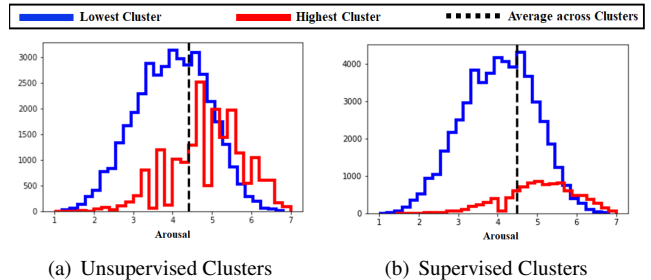 Lowest Cluster Highest Cluster Average across Clusters
3000
2500
2000
1500
1000
500
0
1 2 3 4 5 6 7
Arousal
4000
3000
2000
1000
0
1 2 3 4 5 6 7
Arousal
(a) Unsupervised Clusters
(b) Supervised Clusters